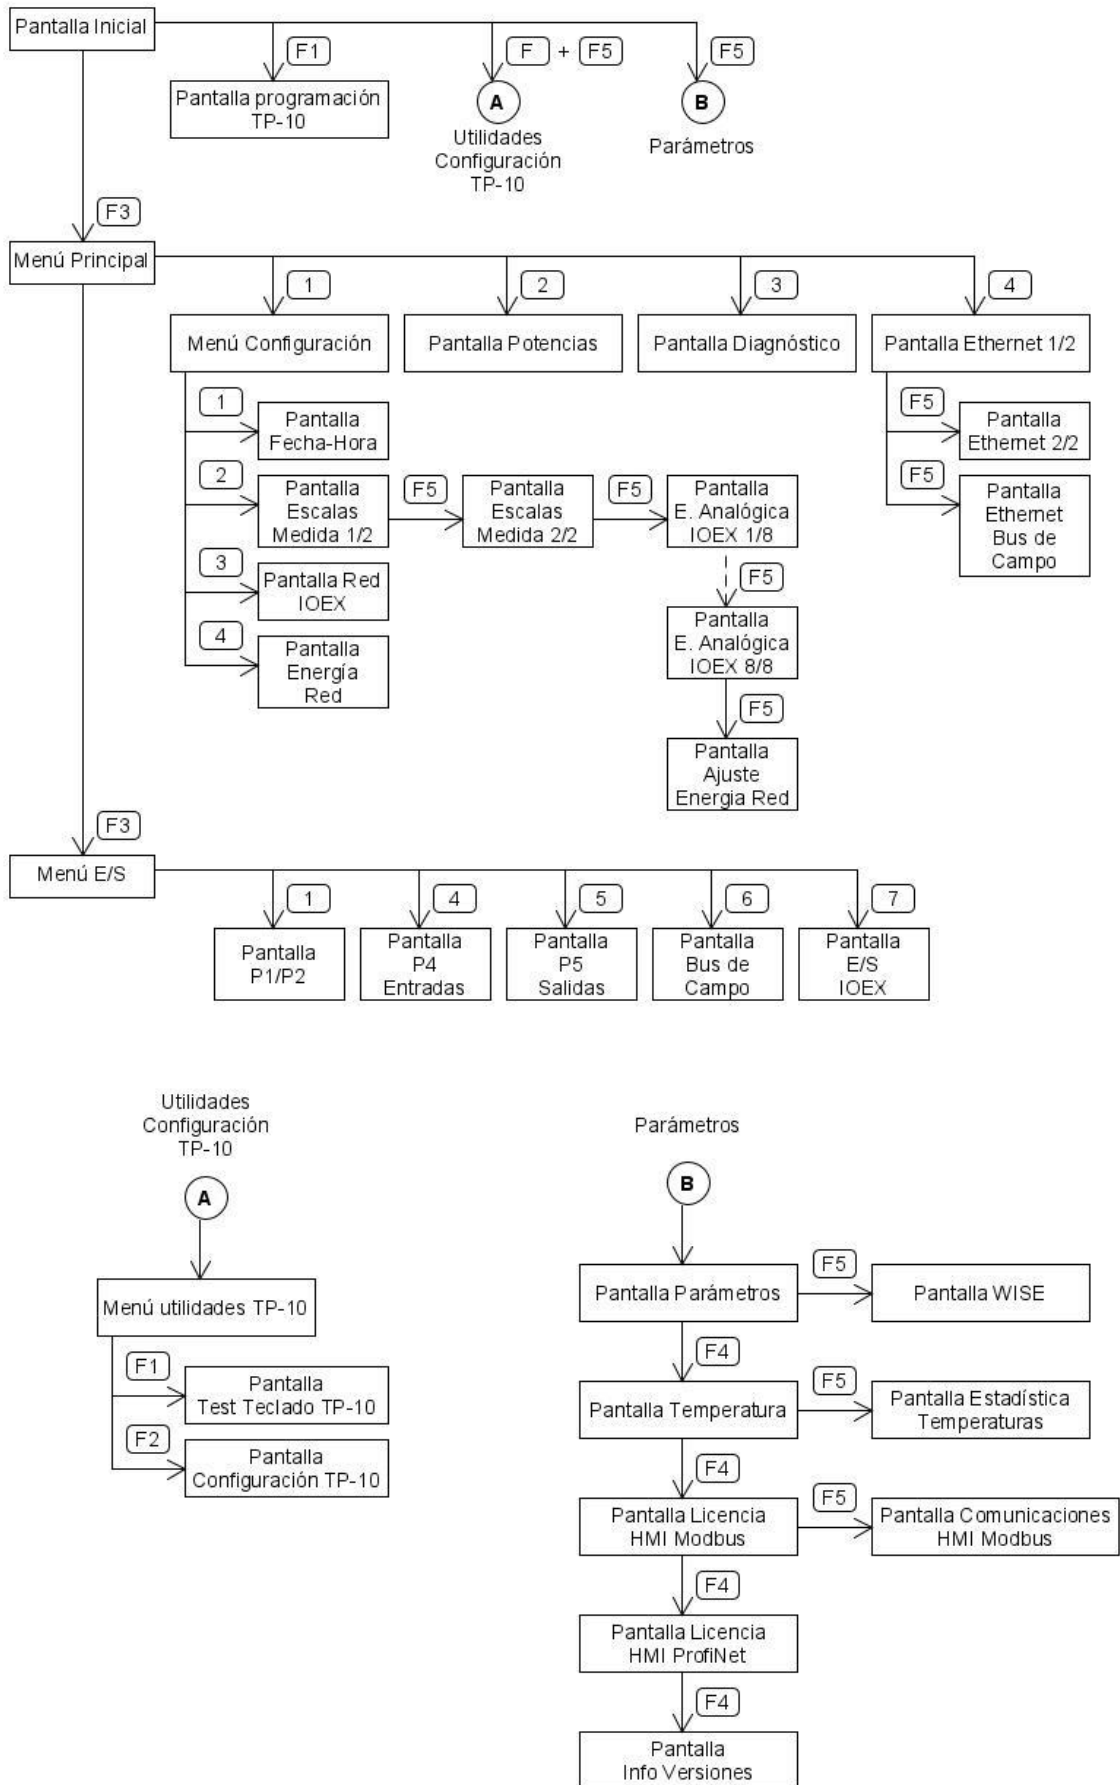 Pantalla Inicial
F1
F + F5
F5
Pantalla programación
TP-10
A
B
Utilidades
Configuración
TP-10
Parámetros
F3
Menú Principal
1
2
3
4
Menú Configuración
Pantalla Potencias
Pantalla Diagnóstico
Pantalla Ethernet 1/2
1
Pantalla
Fecha-Hora
F5
Pantalla
Ethernet 2/2
2
Pantalla
Escalas
Medida 1/2
F5
Pantalla
Escalas
Medida 2/2
F5
Pantalla
E. Analógica
IOEX 1/8
F5
Pantalla
Ethernet
Bus de
Campo
3
Pantalla Red
IOEX
F5
Pantalla
E. Analógica
IOEX 8/8
4
Pantalla
Energía
Red
F5
Pantalla
Ajuste
Energia Red
F3
Menú E/S
1
4
5
6
7
Pantalla
P1/P2
Pantalla
P4
Entradas
Pantalla
P5
Salidas
Pantalla
Bus de
Campo
Pantalla
E/S
IOEX
Utilidades
Configuración
TP-10
A
Menú utilidades TP-10
F1
Pantalla
Test Teclado TP-10
F2
Pantalla
Configuración TP-10
Parámetros
B
Pantalla Parámetros
F5
Pantalla WISE
F4
Pantalla Temperatura
F5
Pantalla Estadística
Temperaturas
F4
Pantalla Licencia
HMI Modbus
F5
Pantalla Comunicaciones
HMI Modbus
F4
Pantalla Licencia
HMI ProfiNet
F4
Pantalla
Info Versiones